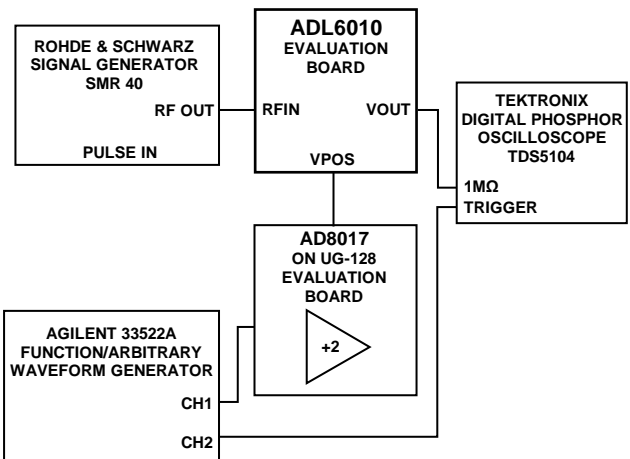 ROHDE & SCHWARZ
SIGNAL GENERATOR
SMR 40
RF OUT
PULSE IN
ADL6010
EVALUATION
BOARD
RFIN
VOUT
VPOS
TEKTRONIX
DIGITAL PHOSPHOR
OSCILLOSCOPE
TDS5104
1MΩ
TRIGGER
AD8017
ON UG-128
EVALUATION
BOARD
+2
AGILENT 33522A
FUNCTION/ARBITRARY
WAVEFORM GENERATOR
CH1
CH2